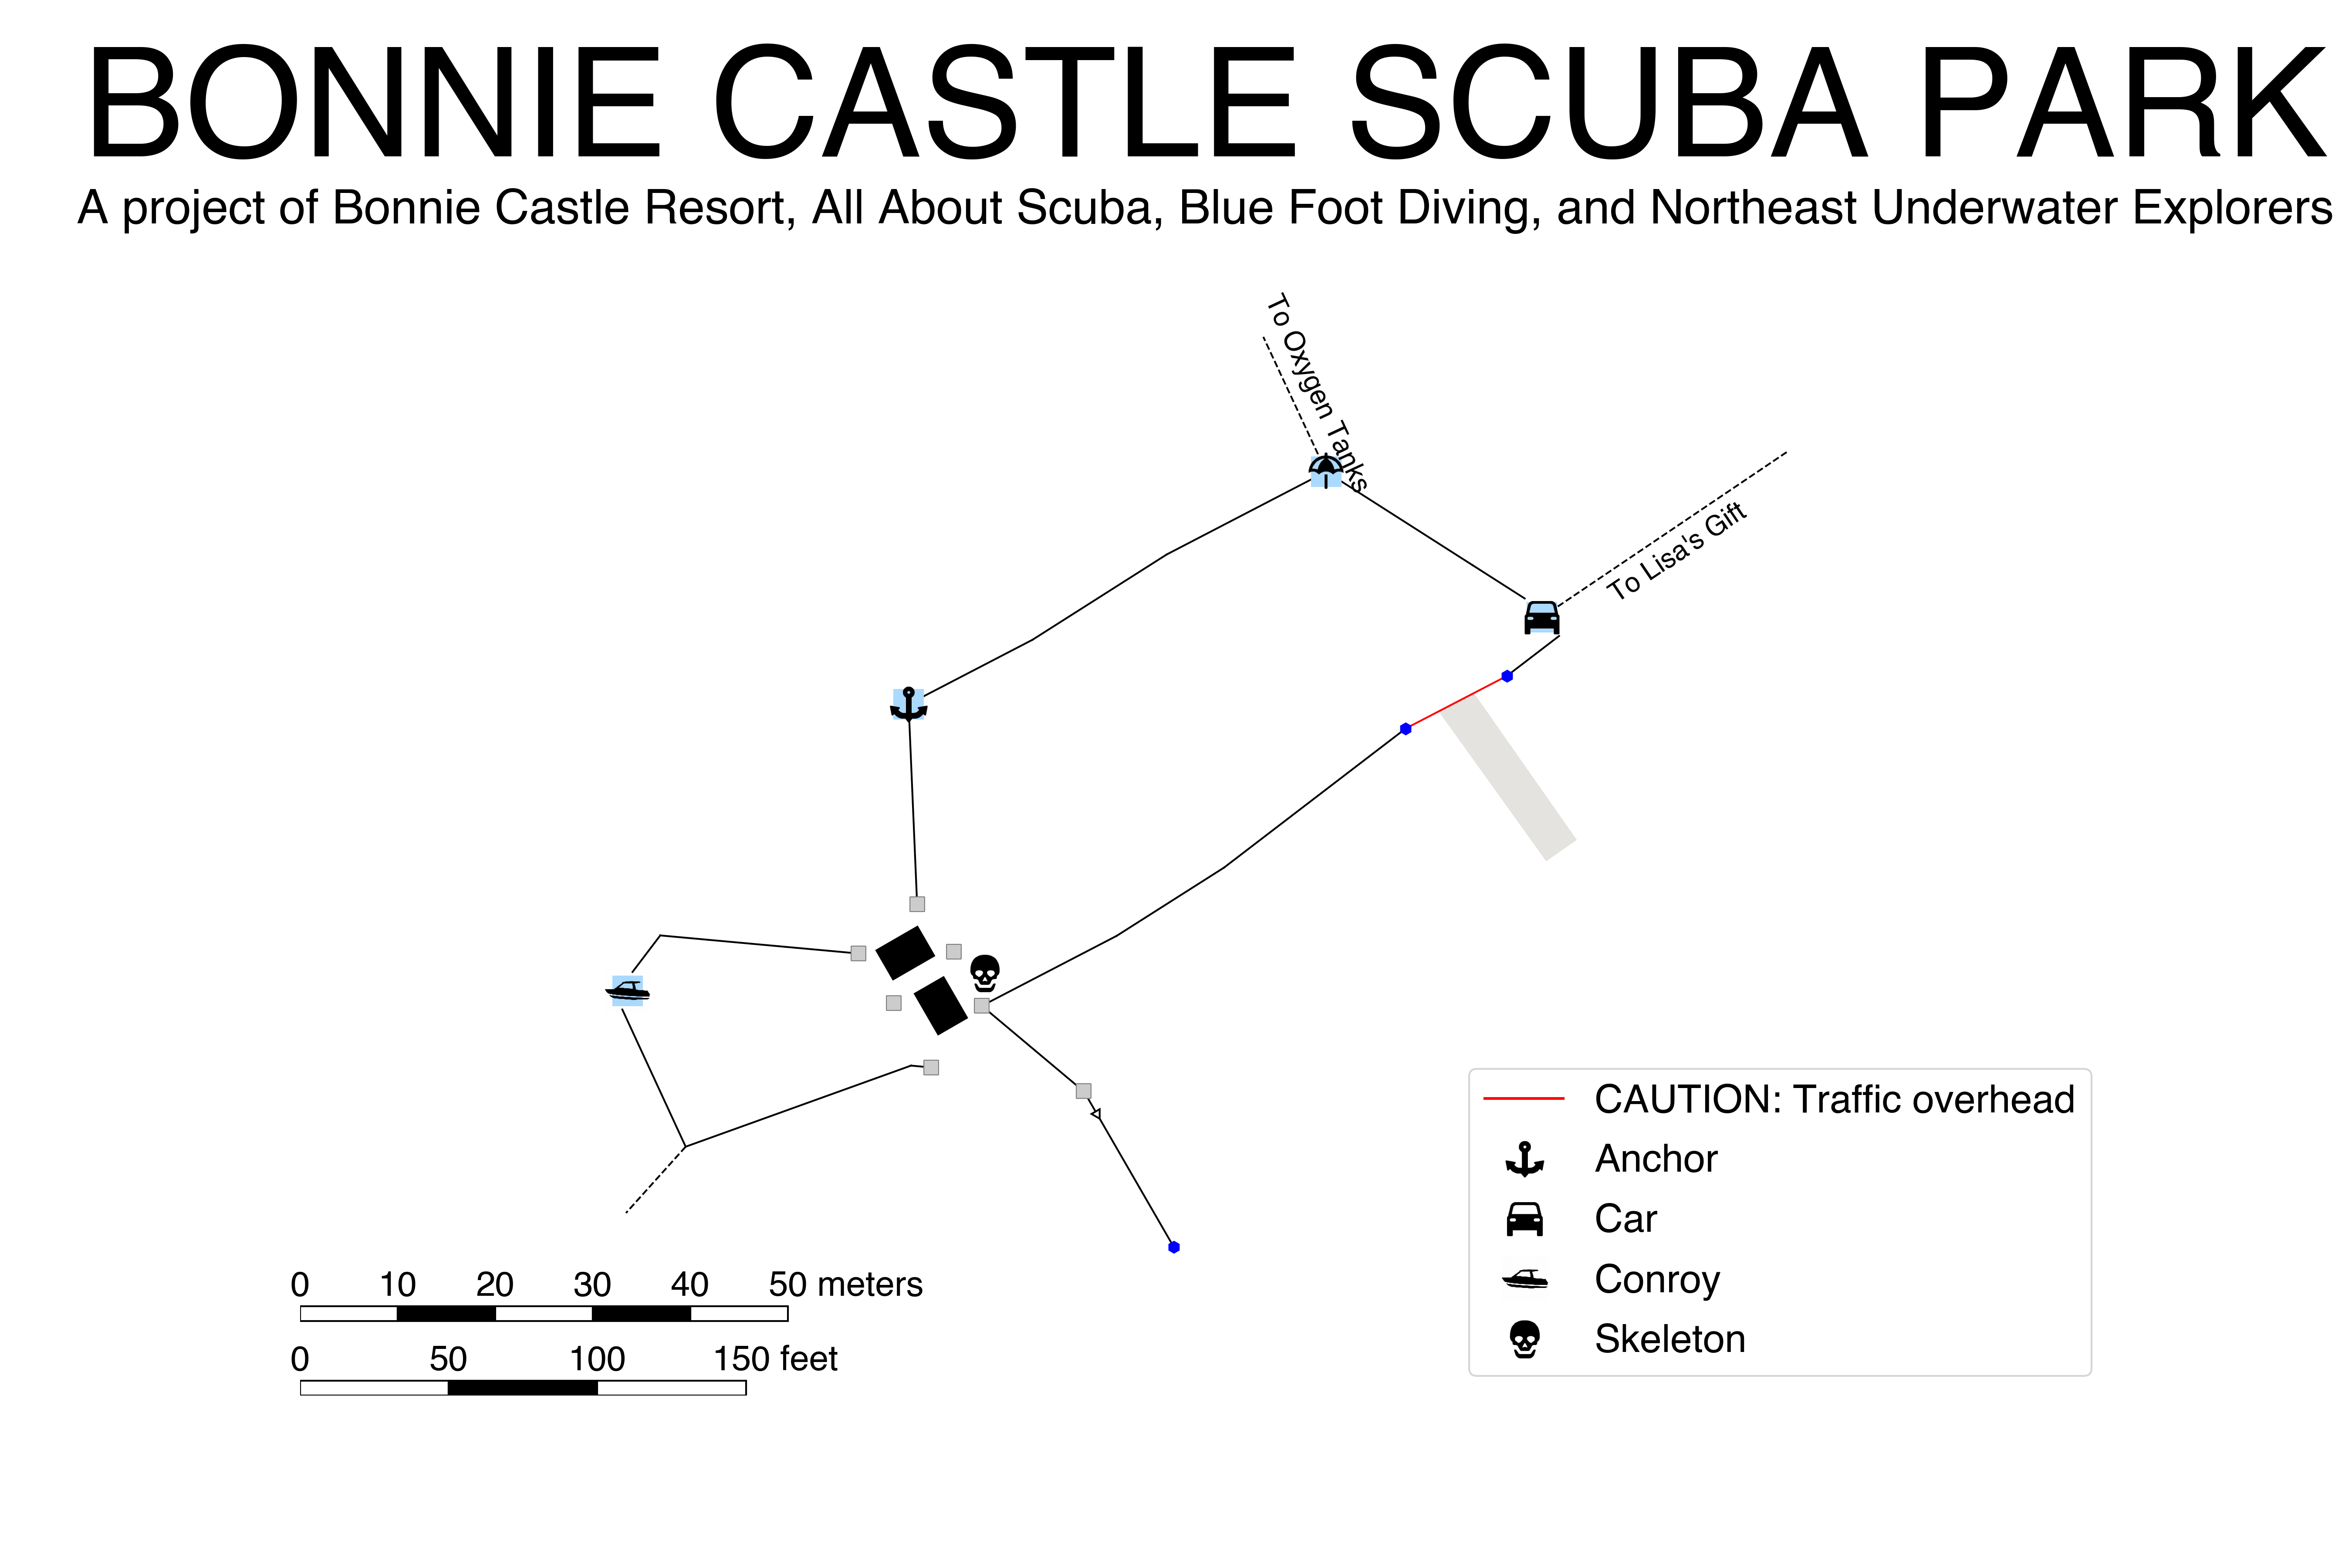 BONNIE CASTLE SCUBA PARK
A project of Bonnie Castle Resort, All About Scuba, Blue Foot Diving, and Northeast Underwater Explorers
To Oxygen Tanks
To Lisa's Gift
CAUTION: Traffic overhead
Anchor
Car
Conroy
Skeleton
0 10 20 30 40 50 meters
0 50 100 150 feet